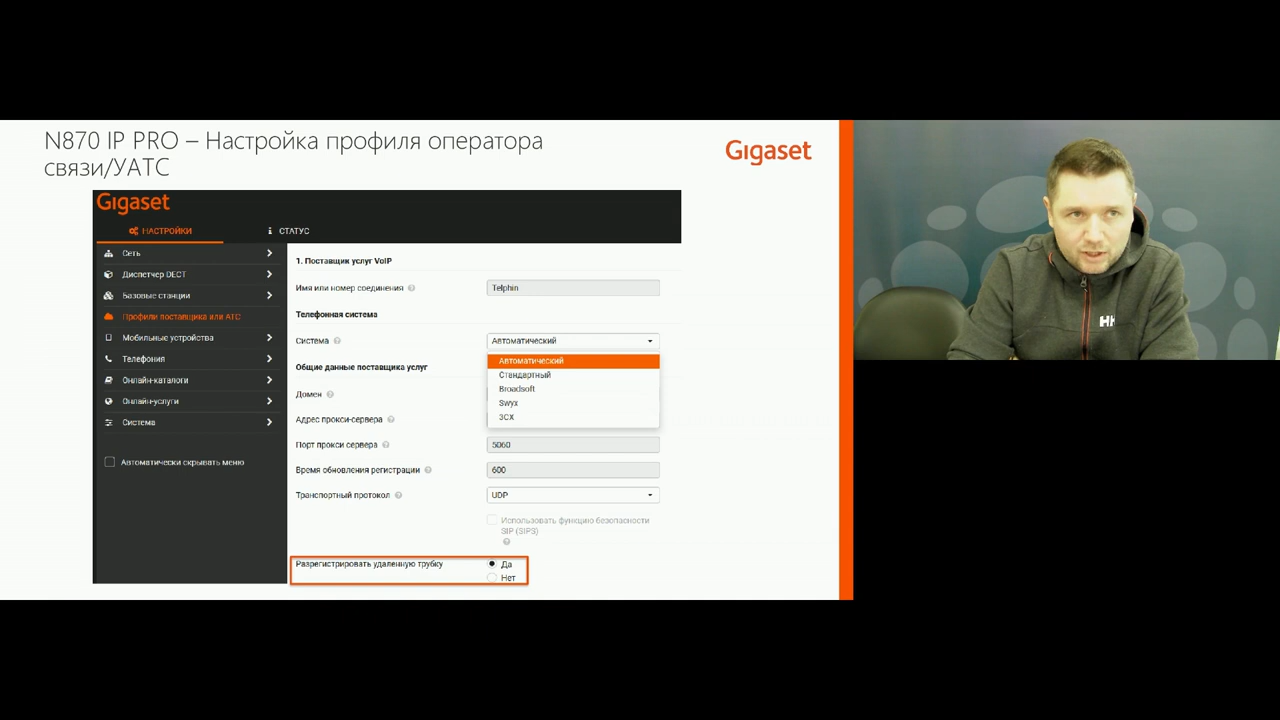 N870 IP PRO – Настройка профиля оператора
связи/УАТС
Gigaset
Gigaset
НАСТРОЙКИ
СТАТУС
Сеть
Диспетчер DECT
Базовые станции
Профили поставщика или АТС
Мобильные устройства
Телефония
Онлайн-каталоги
Онлайн-услуги
Система
Автоматически скрывать меню
1. Поставщик услуг VoIP
Имя или номер соединения Telphin
Телефонная система
Система Автоматический
Автоматический
Стандартный
Broadsoft
Swyx
3CX
Общие данные поставщика услуг
Домен
Адрес прокси-сервера
Порт прокси сервера 5060
Время обновления регистрации 600
Транспортный протокол UDP
Использовать функцию безопасности
SIP (SIPS)
Разрегистрировать удаленную трубку Да
Нет
HH